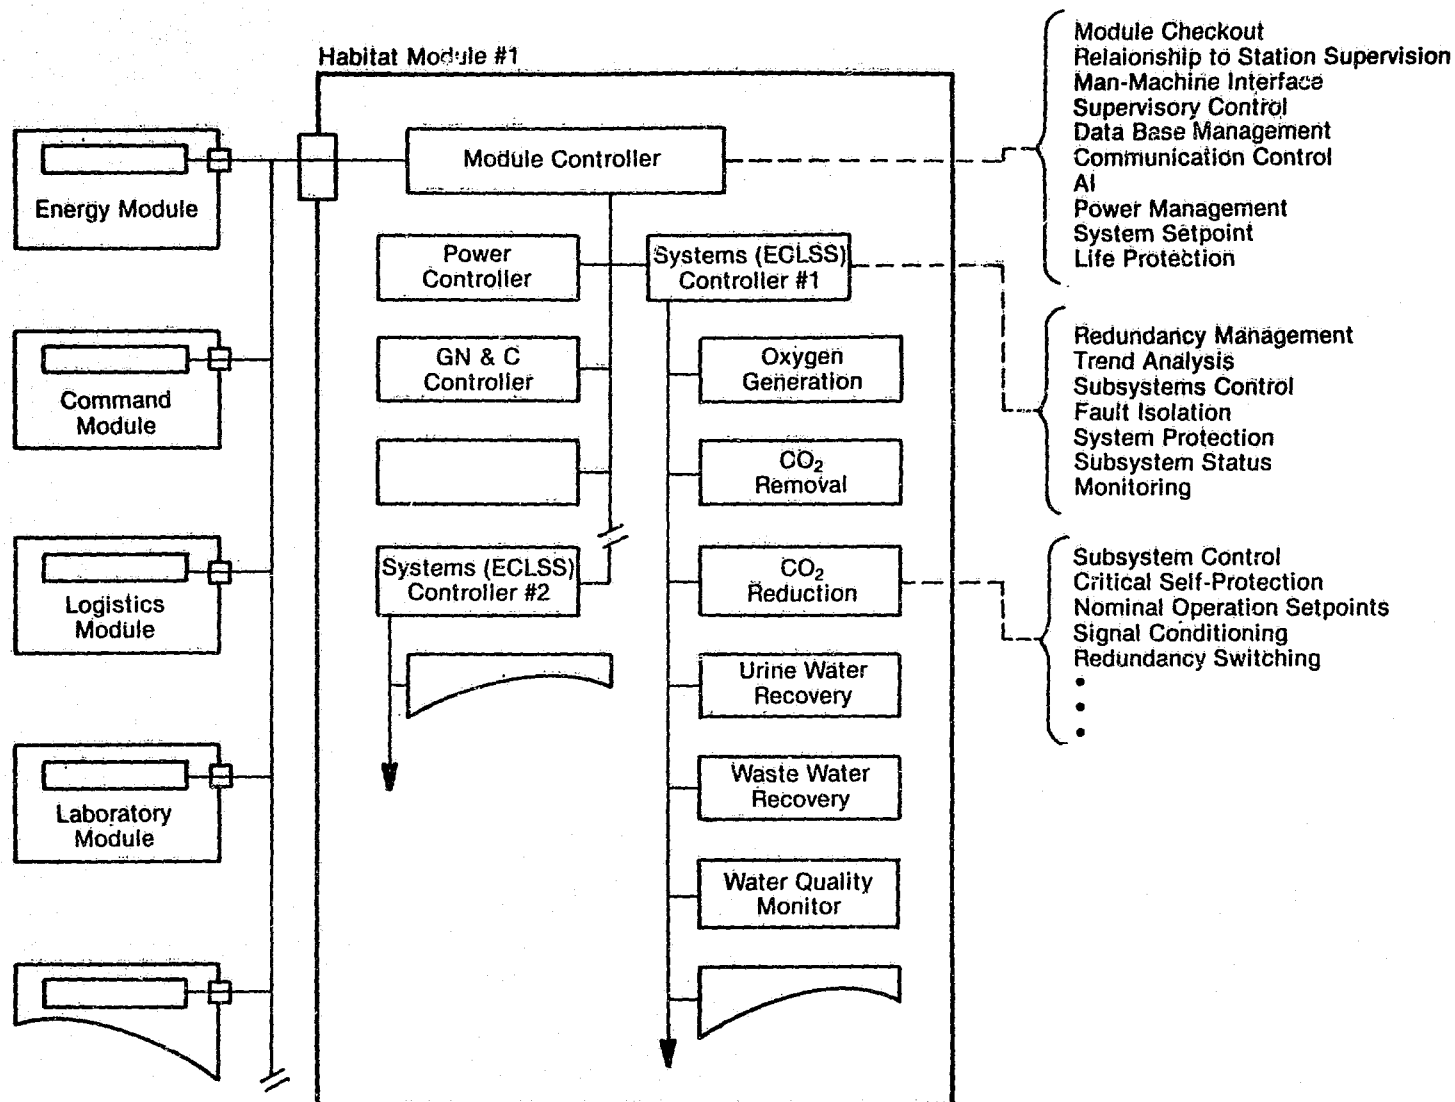 Habitat Module #1
Energy Module
Command
Module
Logistics
Module
Laboratory
Module
Module Controller
Power
Controller
Systems (ECLSS)
Controller #1
GN & C
Controller
Systems (ECLSS)
Controller #2
Oxygen
Generation
CO₂
Removal
CO₂
Reduction
Urine Water
Recovery
Waste Water
Recovery
Water Quality
Monitor
Module Checkout
Relaionship to Station Supervision
Man-Machine Interface
Supervisory Control
Data Base Management
Communication Control
AI
Power Management
System Setpoint
Life Protection
Redundancy Management
Trend Analysis
Subsystems Control
Fault Isolation
System Protection
Subsystem Status
Monitoring
Subsystem Control
Critical Self-Protection
Nominal Operation Setpoints
Signal Conditioning
Redundancy Switching
•
•
•